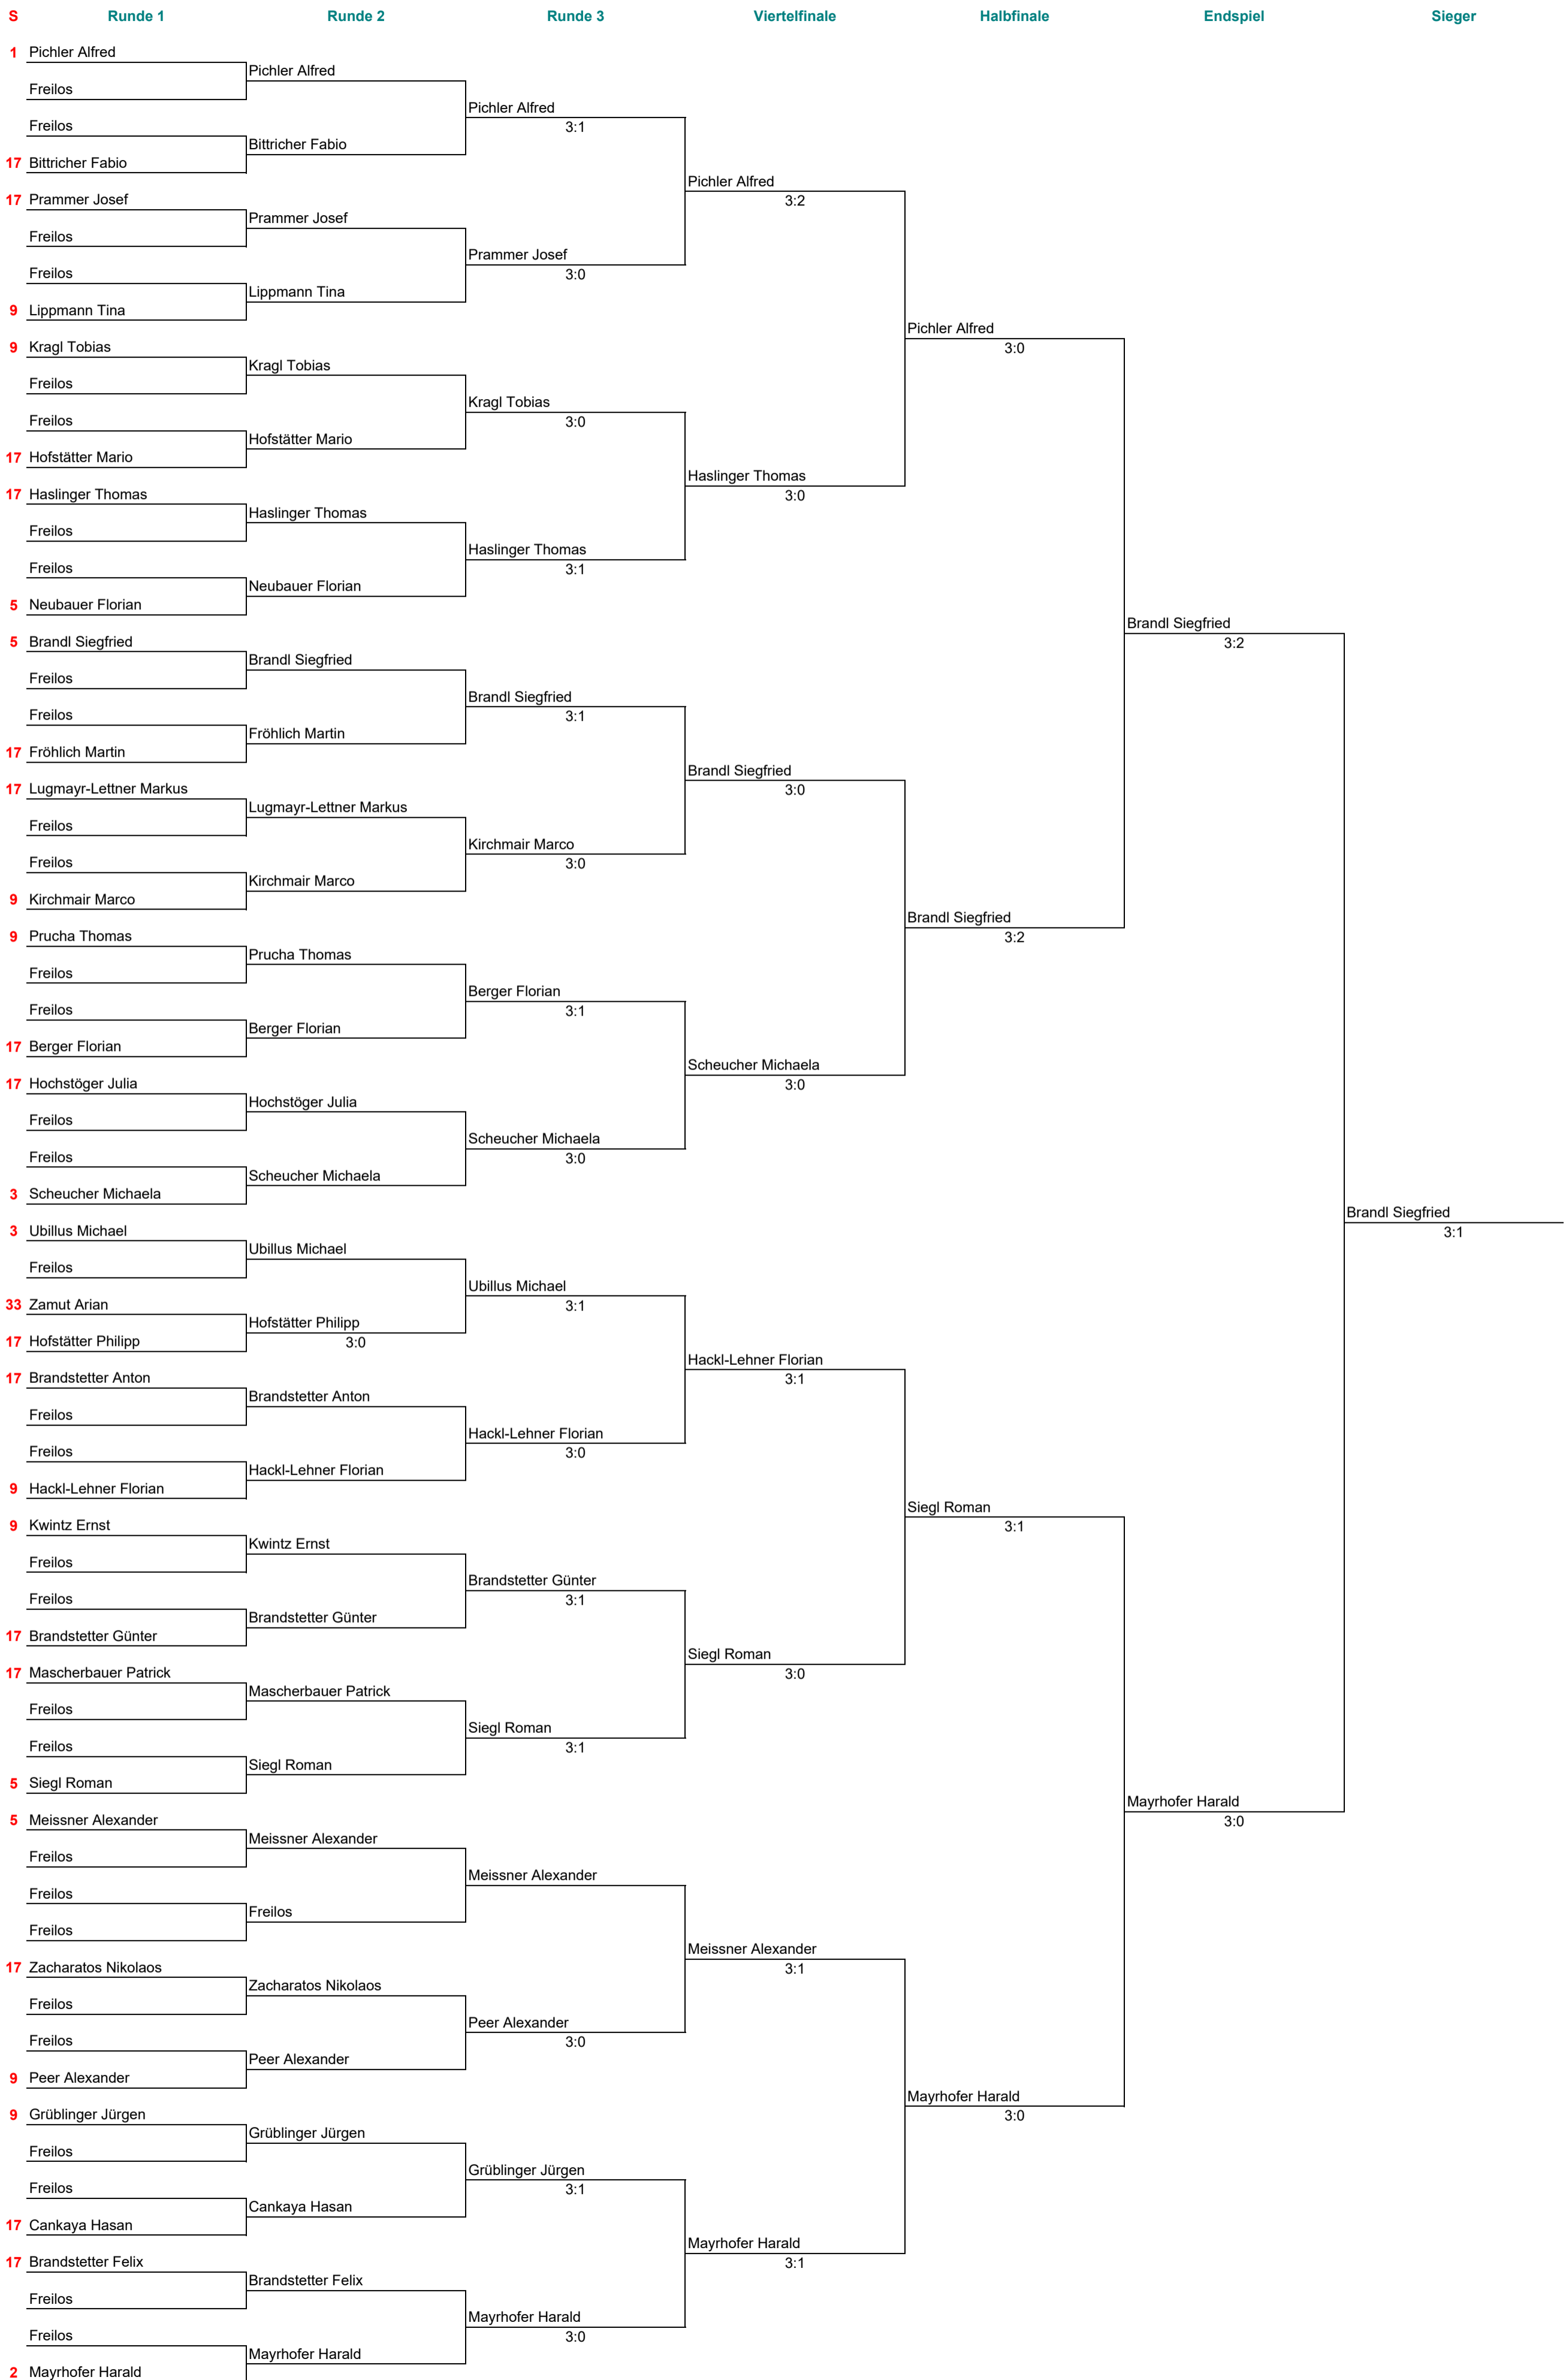 S Runde 1 Runde 2 Runde 3 Viertelfinale Halbfinale Endspiel Sieger
1 Pichler Alfred
Pichler Alfred
Freilos
Pichler Alfred
3:1
Freilos
Bittricher Fabio
17 Bittricher Fabio
Pichler Alfred
3:2
17 Prammer Josef
Prammer Josef
Freilos
Prammer Josef
3:0
Freilos
Lippmann Tina
9 Lippmann Tina
Pichler Alfred
3:0
9 Kragl Tobias
Kragl Tobias
Freilos
Kragl Tobias
3:0
Freilos
Hofstätter Mario
17 Hofstätter Mario
Haslinger Thomas
3:0
17 Haslinger Thomas
Haslinger Thomas
Freilos
Haslinger Thomas
3:1
Freilos
Neubauer Florian
5 Neubauer Florian
Brandl Siegfried
3:2
5 Brandl Siegfried
Brandl Siegfried
Freilos
Brandl Siegfried
3:1
Freilos
Fröhlich Martin
17 Fröhlich Martin
Brandl Siegfried
3:0
17 Lugmayr-Lettner Markus
Lugmayr-Lettner Markus
Freilos
Kirchmair Marco
3:0
Freilos
Kirchmair Marco
9 Kirchmair Marco
Brandl Siegfried
3:2
9 Prucha Thomas
Prucha Thomas
Freilos
Berger Florian
3:1
Freilos
Berger Florian
17 Berger Florian
Scheucher Michaela
3:0
17 Hochstöger Julia
Hochstöger Julia
Freilos
Scheucher Michaela
3:0
Freilos
Scheucher Michaela
3 Scheucher Michaela
Brandl Siegfried
3:1
3 Ubillus Michael
Ubillus Michael
Freilos
Ubillus Michael
3:1
33 Zamut Arian
Hofstätter Philipp
3:0
17 Hofstätter Philipp
Hackl-Lehner Florian
3:1
17 Brandstetter Anton
Brandstetter Anton
Freilos
Hackl-Lehner Florian
3:0
Freilos
Hackl-Lehner Florian
9 Hackl-Lehner Florian
Siegl Roman
3:1
9 Kwintz Ernst
Kwintz Ernst
Freilos
Brandstetter Günter
3:1
Freilos
Brandstetter Günter
17 Brandstetter Günter
Siegl Roman
3:0
17 Mascherbauer Patrick
Mascherbauer Patrick
Freilos
Siegl Roman
3:1
Freilos
Siegl Roman
5 Siegl Roman
Mayrhofer Harald
3:0
5 Meissner Alexander
Meissner Alexander
Freilos
Meissner Alexander
Freilos
Freilos
Freilos
Meissner Alexander
3:1
17 Zacharatos Nikolaos
Zacharatos Nikolaos
Freilos
Peer Alexander
3:0
Freilos
Peer Alexander
9 Peer Alexander
Mayrhofer Harald
3:0
9 Grüblinger Jürgen
Grüblinger Jürgen
Freilos
Grüblinger Jürgen
3:1
Freilos
Cankaya Hasan
17 Cankaya Hasan
Mayrhofer Harald
3:1
17 Brandstetter Felix
Brandstetter Felix
Freilos
Mayrhofer Harald
3:0
Freilos
Mayrhofer Harald
2 Mayrhofer Harald